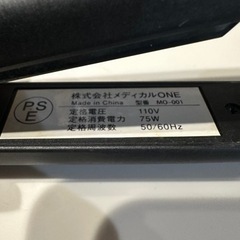 PS
E
株式会社メディカルONE
Made in China 型番 MO-001
定格電圧 110V
定格消費電力 75W
定格周波数 50/60Hz